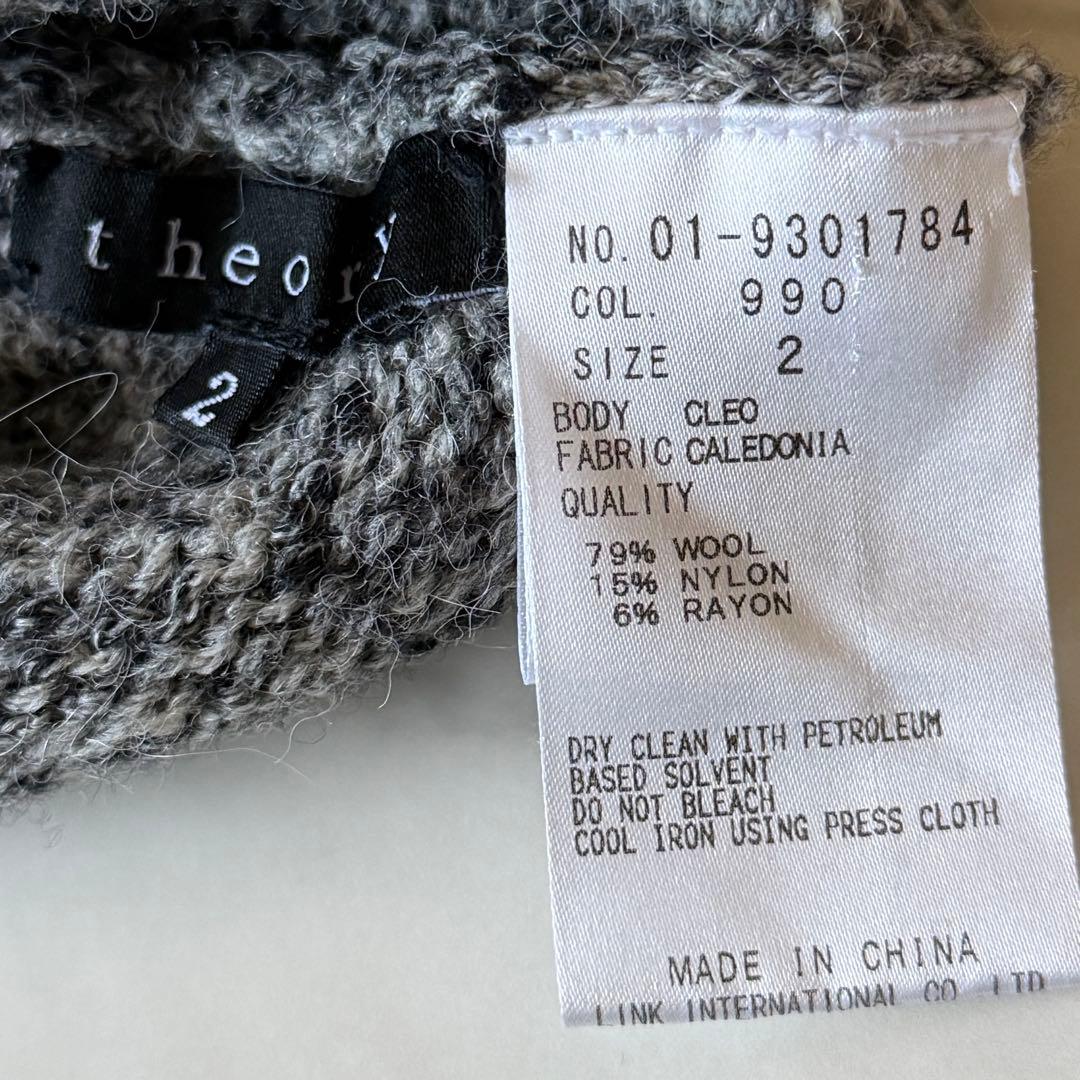 theory
2
NO. 01-9301784
COL. 990
SIZE 2
BODY CLEO
FABRIC CALEDONIA
QUALITY
79% WOOL
15% NYLON
6% RAYON
DRY CLEAN WITH PETROLEUM
BASED SOLVENT
DO NOT BLEACH
COOL IRON USING PRESS CLOTH
MADE IN CHINA
LINK INTERNATIONAL CO. LTD